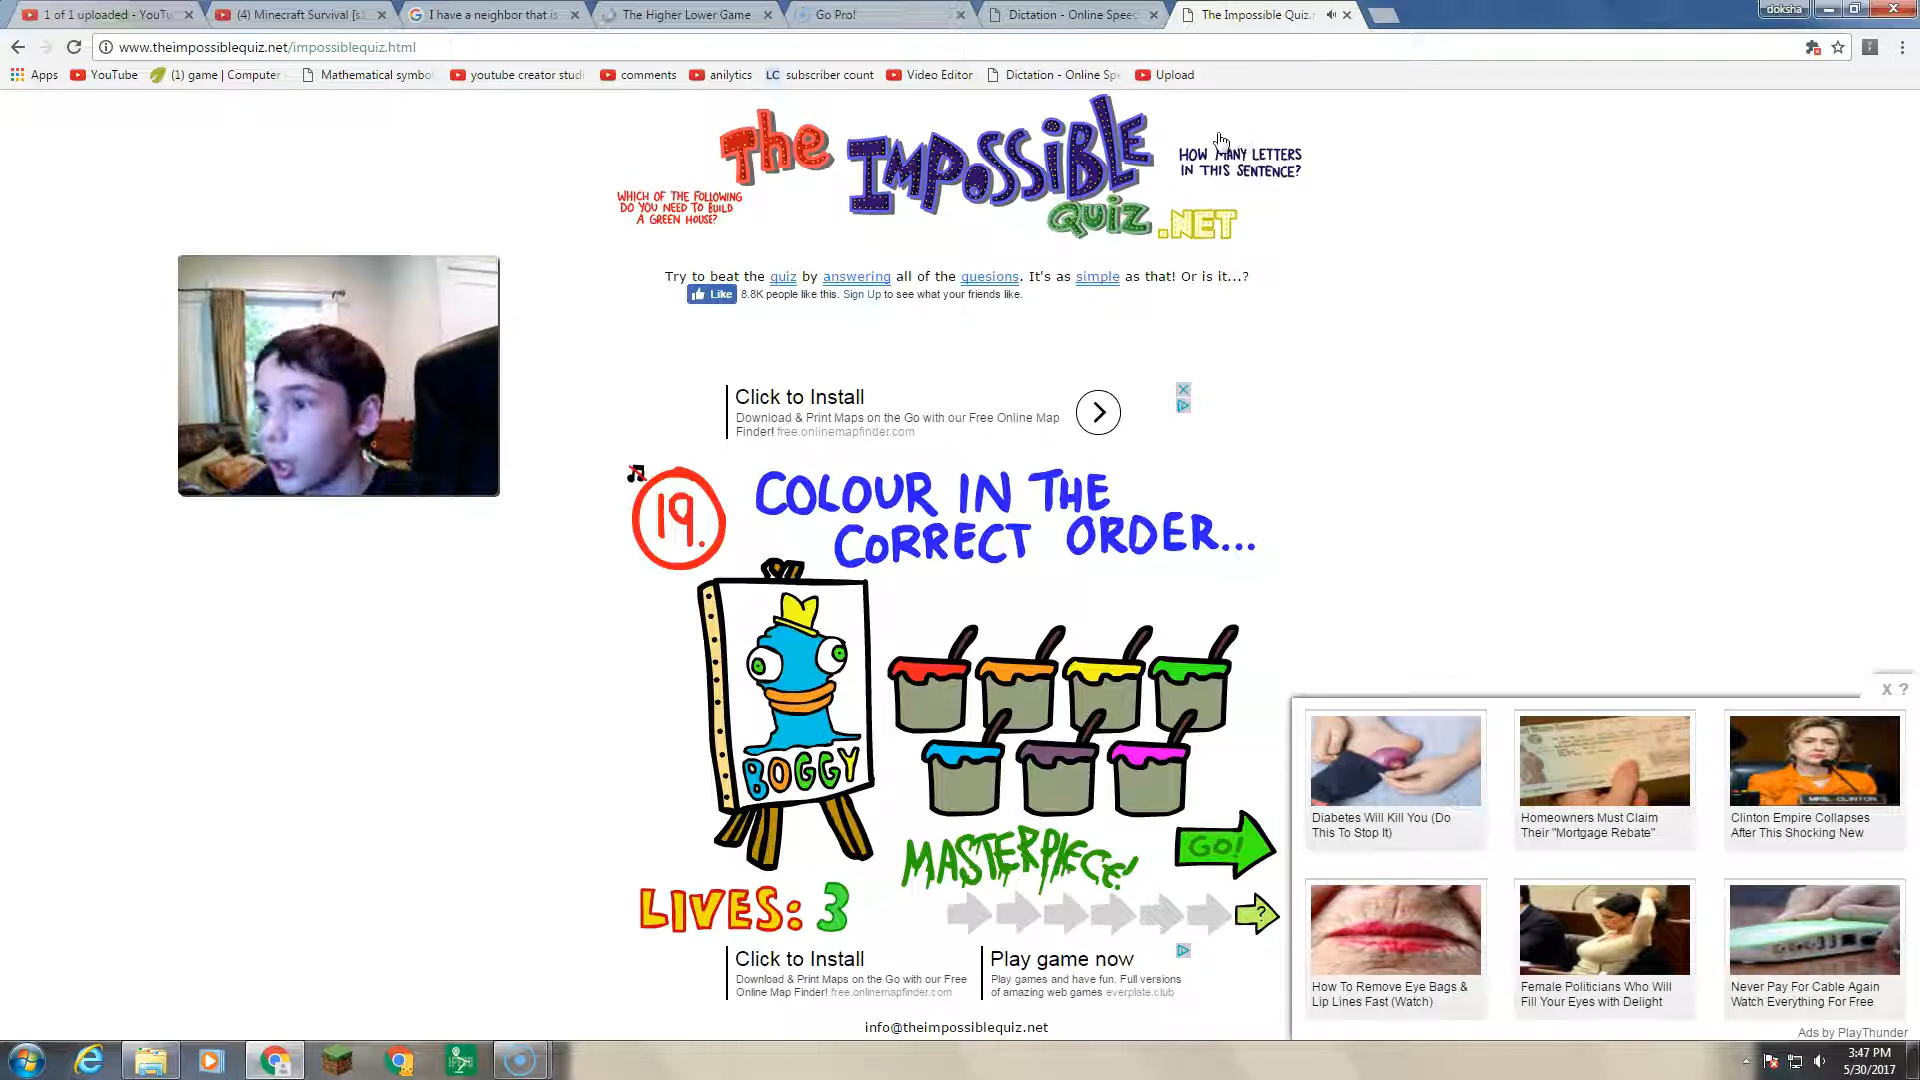 1 of 1 uploaded - YouTu
(4) Minecraft Survival [s1
I have a neighbor that is
The Higher Lower Game
Go Pro!
Dictation - Online Speec
The Impossible Quiz.n
doksha
www.theimpossiblequiz.net/impossiblequiz.html
Apps
YouTube
(1) game | Computer
Mathematical symbo
youtube creator studi
comments
anilytics
LC subscriber count
Video Editor
Dictation - Online Spe
Upload
The Impossible Quiz .NET
WHICH OF THE FOLLOWING
DO YOU NEED TO BUILD
A GREEN HOUSE?
HOW MANY LETTERS
IN THIS SENTENCE?
Try to beat the quiz by answering all of the quesions. It's as simple as that! Or is it...?
Like 8.8K people like this. Sign Up to see what your friends like.
Click to Install
Download & Print Maps on the Go with our Free Online Map
Finder! free.onlinemapfinder.com
19.
COLOUR IN THE
CORRECT ORDER...
BOGGY
MASTERPIECE!
GO!
LIVES: 3
?
Click to Install
Download & Print Maps on the Go with our Free
Online Map Finder! free.onlinemapfinder.com
Play game now
Play games and have fun. Full versions
of amazing web games everplate.club
info@theimpossiblequiz.net
X ?
MRS. CLINTON
Diabetes Will Kill You (Do
This To Stop It)
Homeowners Must Claim
Their "Mortgage Rebate"
Clinton Empire Collapses
After This Shocking New
How To Remove Eye Bags &
Lip Lines Fast (Watch)
Female Politicians Who Will
Fill Your Eyes with Delight
Never Pay For Cable Again
Watch Everything For Free
Ads by PlayThunder
3:47 PM
5/30/2017